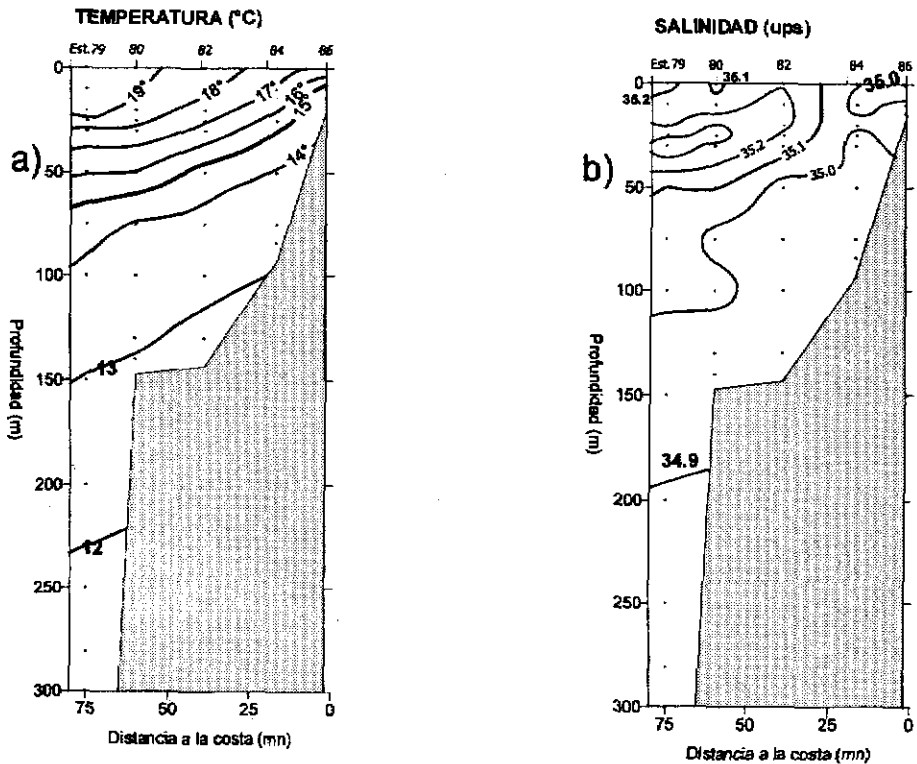 TEMPERATURA (°C)
Est.79 80 82 84 86
0
50
100
150
200
250
300
19°
18°
17°
16°
15°
14°
13
12
a)
Profundidad (m)
75 50 25 0
Distancia a la costa (mn)
SALINIDAD (ups)
Est.79 80 82 84 86
0
50
100
150
200
250
300
36.2
36.1
35.0
35.2
35.1
35.0
34.9
b)
Profundidad (m)
75 50 25 0
Distancia a la costa (mn)